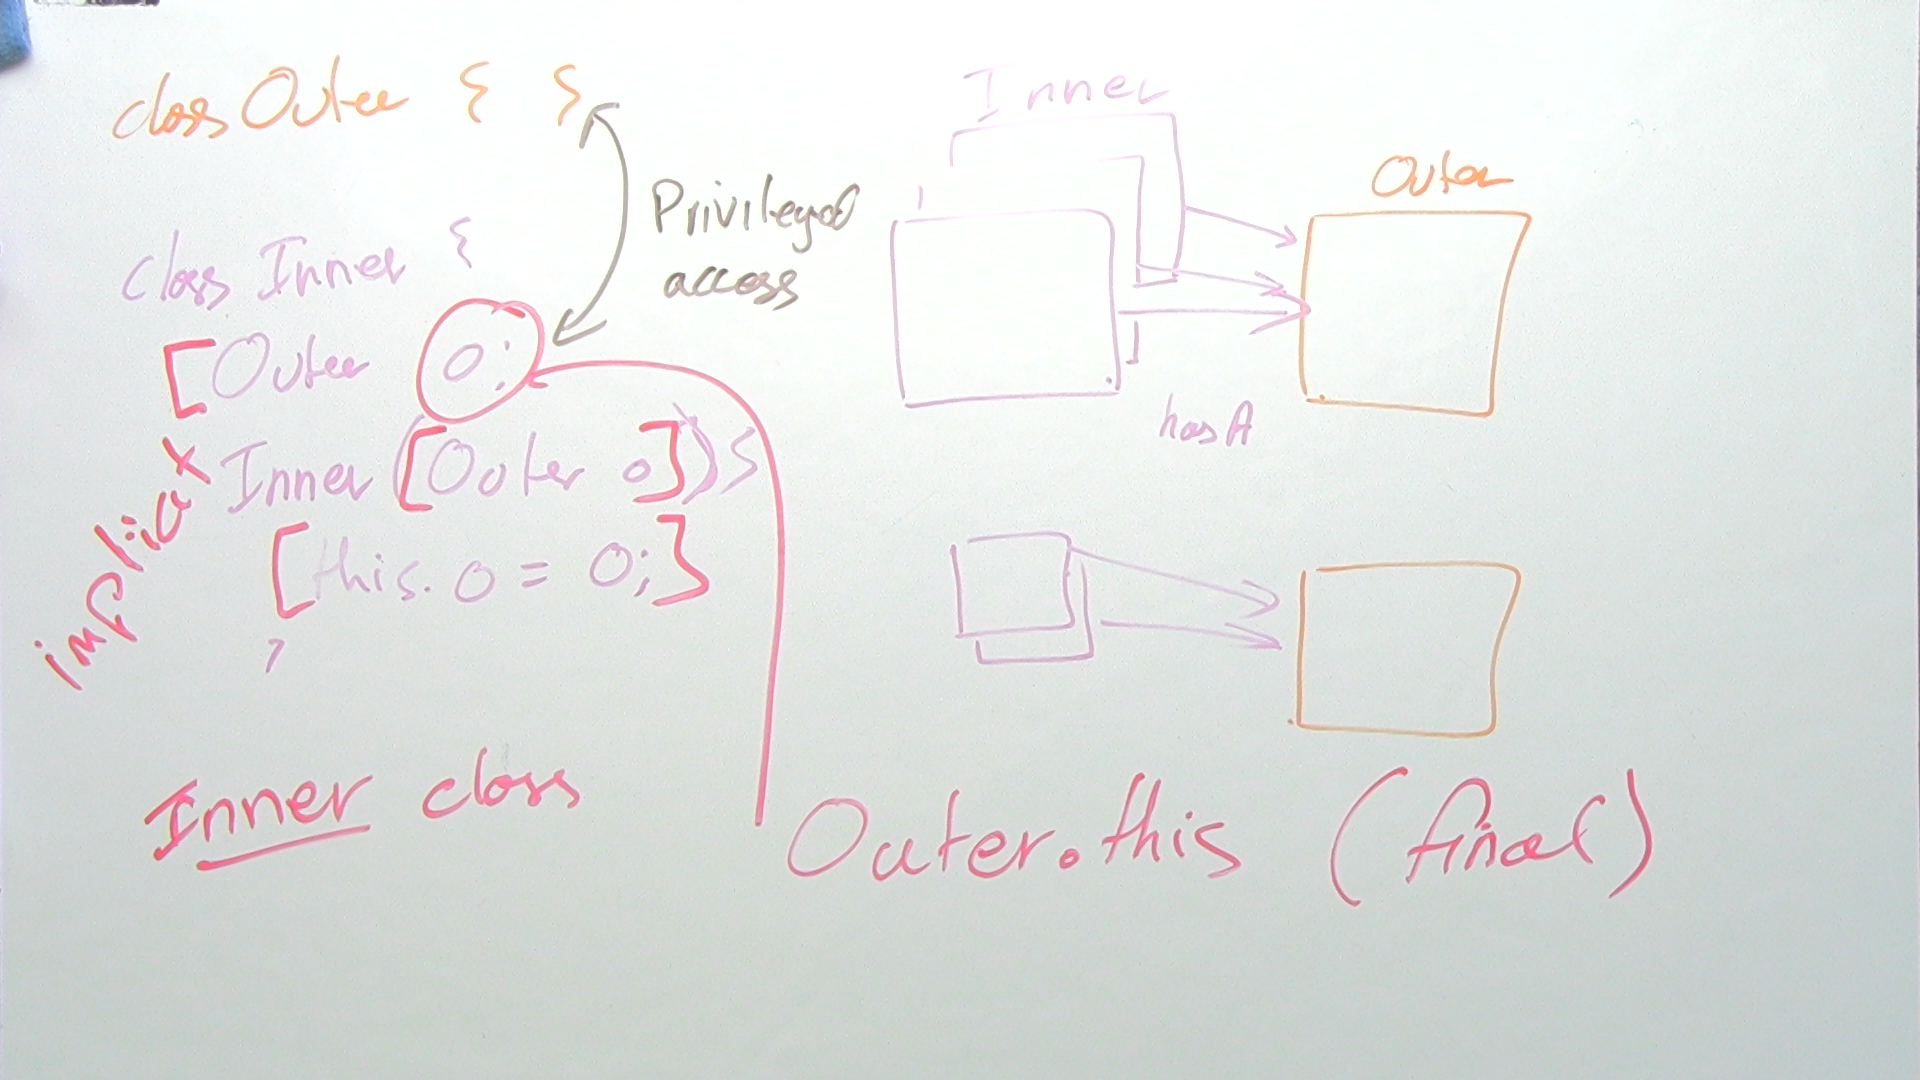 class Outer { }
Privileged
access
class Inner {
[Outer o;
Inner ([Outer o]) {
[this.o = o;]
}
implicit
Inner class
Inner
Outer
hasA
Outer.this (final)